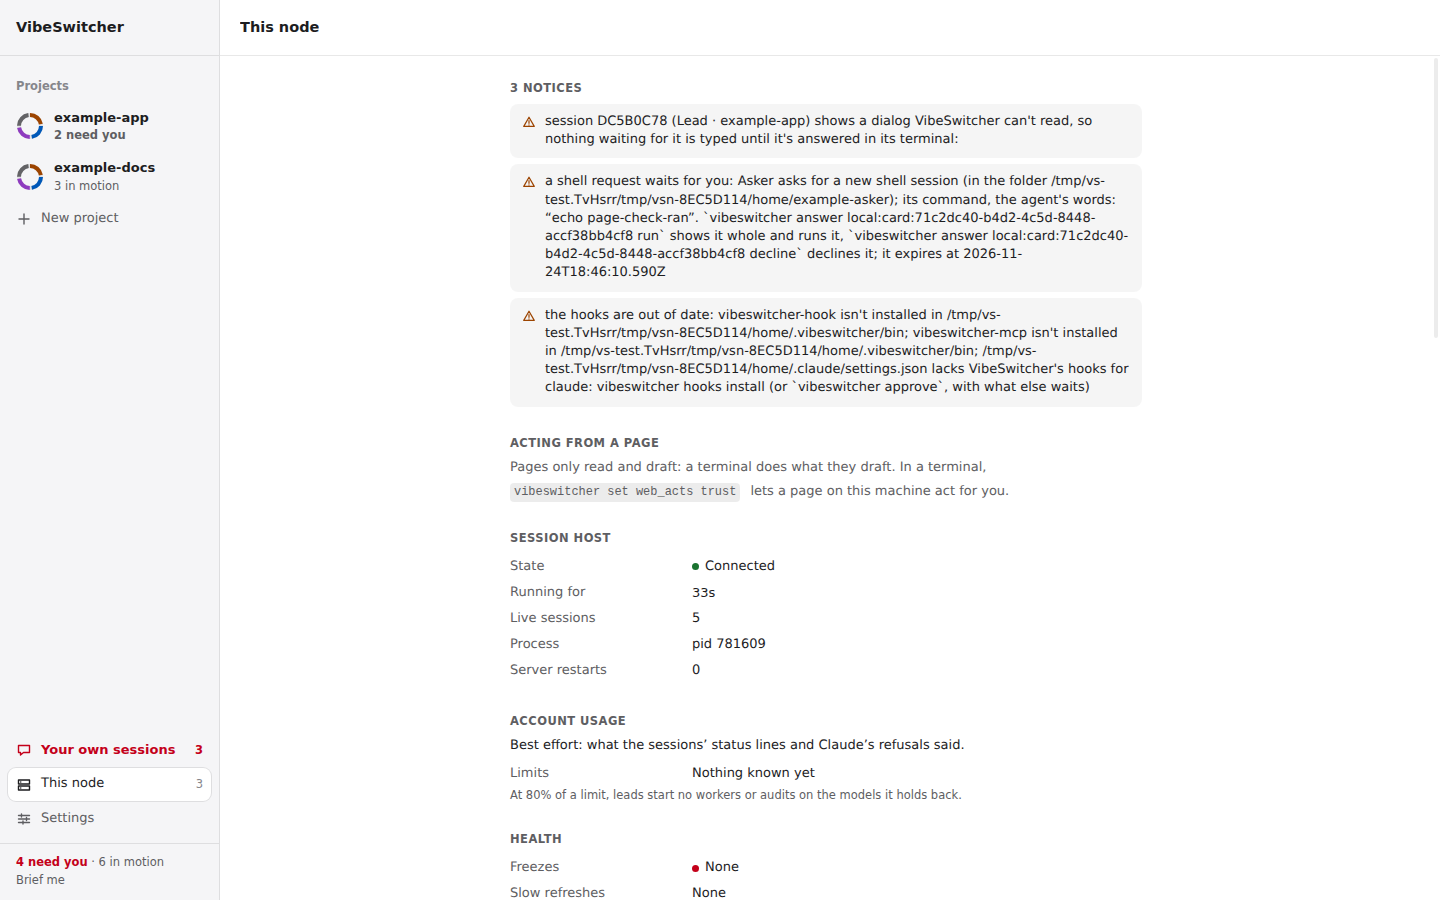 VibeSwitcher
Projects
example-app
2 need you
example-docs
3 in motion
New project
Your own sessions 3
This node 3
Settings
4 need you · 6 in motion
Brief me
This node
3 NOTICES
session DC5B0C78 (Lead · example-app) shows a dialog VibeSwitcher can't read, so
nothing waiting for it is typed until it's answered in its terminal:
a shell request waits for you: Asker asks for a new shell session (in the folder /tmp/vs-
test.TvHsrr/tmp/vsn-8EC5D114/home/example-asker); its command, the agent's words:
“echo page-check-ran”. `vibeswitcher answer local:card:71c2dc40-b4d2-4c5d-8448-
accf38bb4cf8 run` shows it whole and runs it, `vibeswitcher answer local:card:71c2dc40-
b4d2-4c5d-8448-accf38bb4cf8 decline` declines it; it expires at 2026-11-
24T18:46:10.590Z
the hooks are out of date: vibeswitcher-hook isn't installed in /tmp/vs-
test.TvHsrr/tmp/vsn-8EC5D114/home/.vibeswitcher/bin; vibeswitcher-mcp isn't installed
in /tmp/vs-test.TvHsrr/tmp/vsn-8EC5D114/home/.vibeswitcher/bin; /tmp/vs-
test.TvHsrr/tmp/vsn-8EC5D114/home/.claude/settings.json lacks VibeSwitcher's hooks for
claude: vibeswitcher hooks install (or `vibeswitcher approve`, with what else waits)
ACTING FROM A PAGE
Pages only read and draft: a terminal does what they draft. In a terminal,
vibeswitcher set web_acts trust lets a page on this machine act for you.
SESSION HOST
State Connected
Running for 33s
Live sessions 5
Process pid 781609
Server restarts 0
ACCOUNT USAGE
Best effort: what the sessions’ status lines and Claude’s refusals said.
Limits Nothing known yet
At 80% of a limit, leads start no workers or audits on the models it holds back.
HEALTH
Freezes None
Slow refreshes None